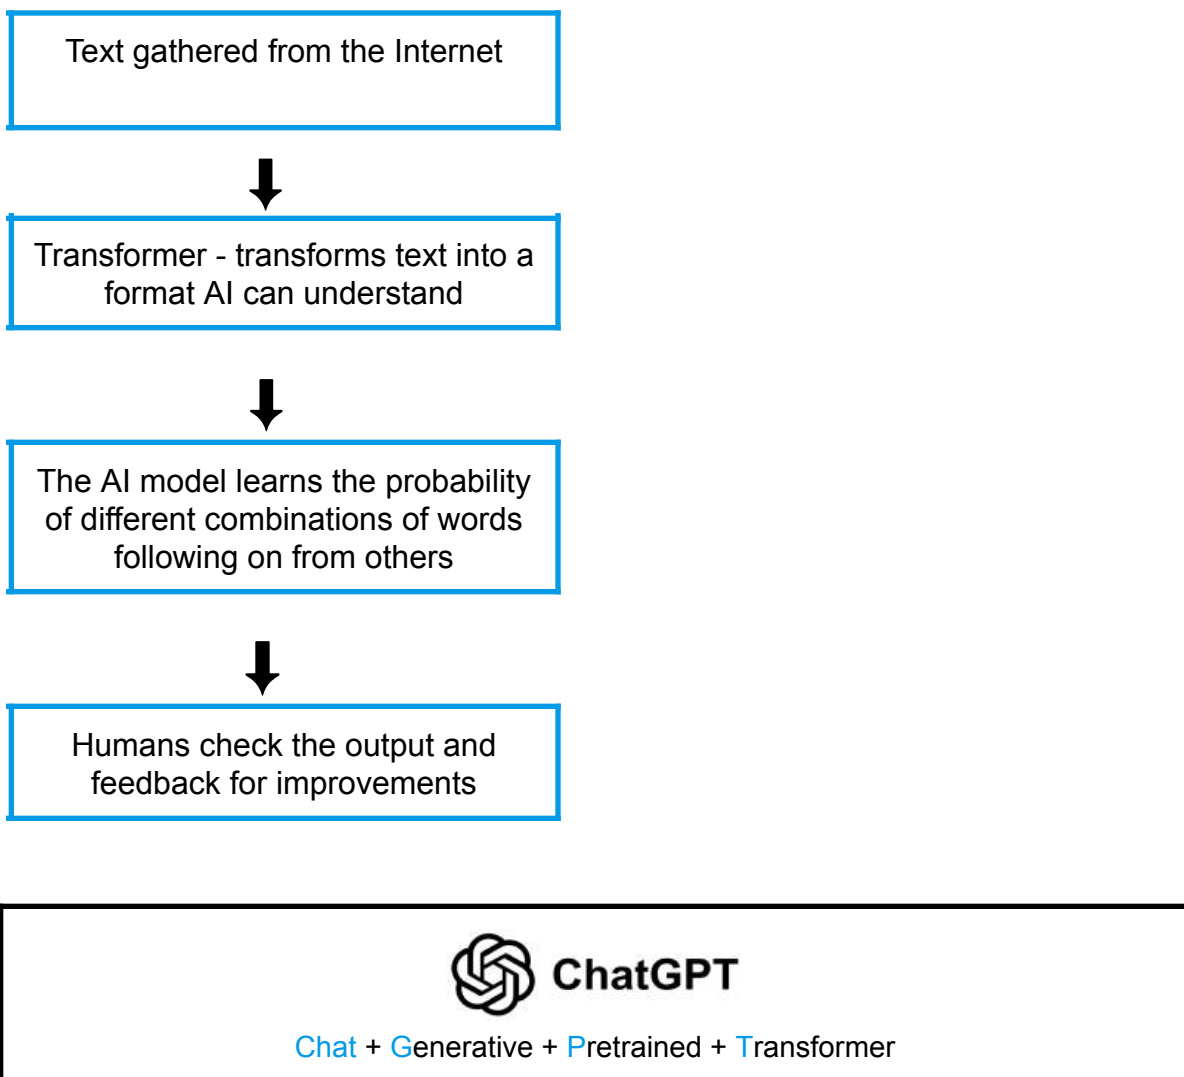 Text gathered from the Internet
Transformer - transforms text into a
format AI can understand
The AI model learns the probability
of different combinations of words
following on from others
Humans check the output and
feedback for improvements
ChatGPT
Chat + Generative + Pretrained + Transformer